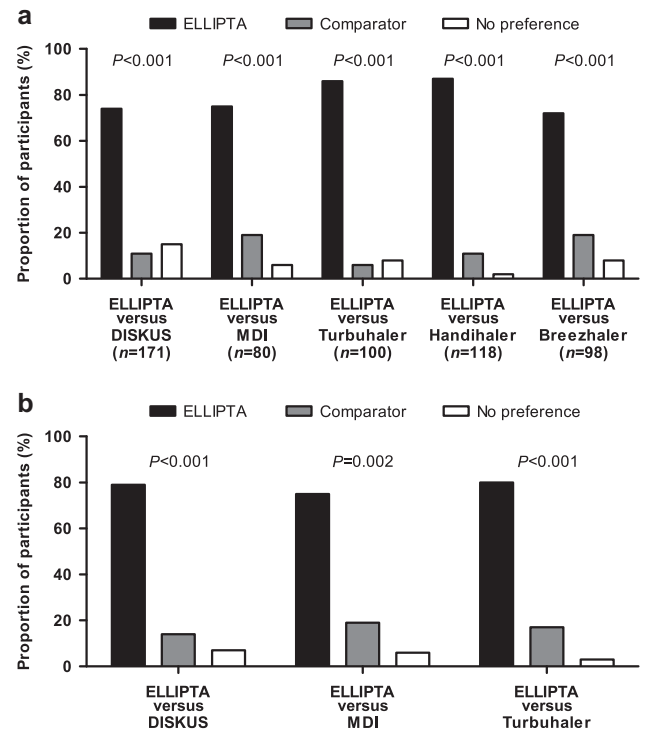 a
ELLIPTA Comparator No preference
Proportion of participants (%)
100
80
60
40
20
0
P<0.001 P<0.001 P<0.001 P<0.001 P<0.001
ELLIPTA versus DISKUS (n=171)
ELLIPTA versus MDI (n=80)
ELLIPTA versus Turbuhaler (n=100)
ELLIPTA versus Handihaler (n=118)
ELLIPTA versus Breezhaler (n=98)
b
ELLIPTA Comparator No preference
Proportion of participants (%)
100
80
60
40
20
0
P<0.001 P=0.002 P<0.001
ELLIPTA versus DISKUS
ELLIPTA versus MDI
ELLIPTA versus Turbuhaler